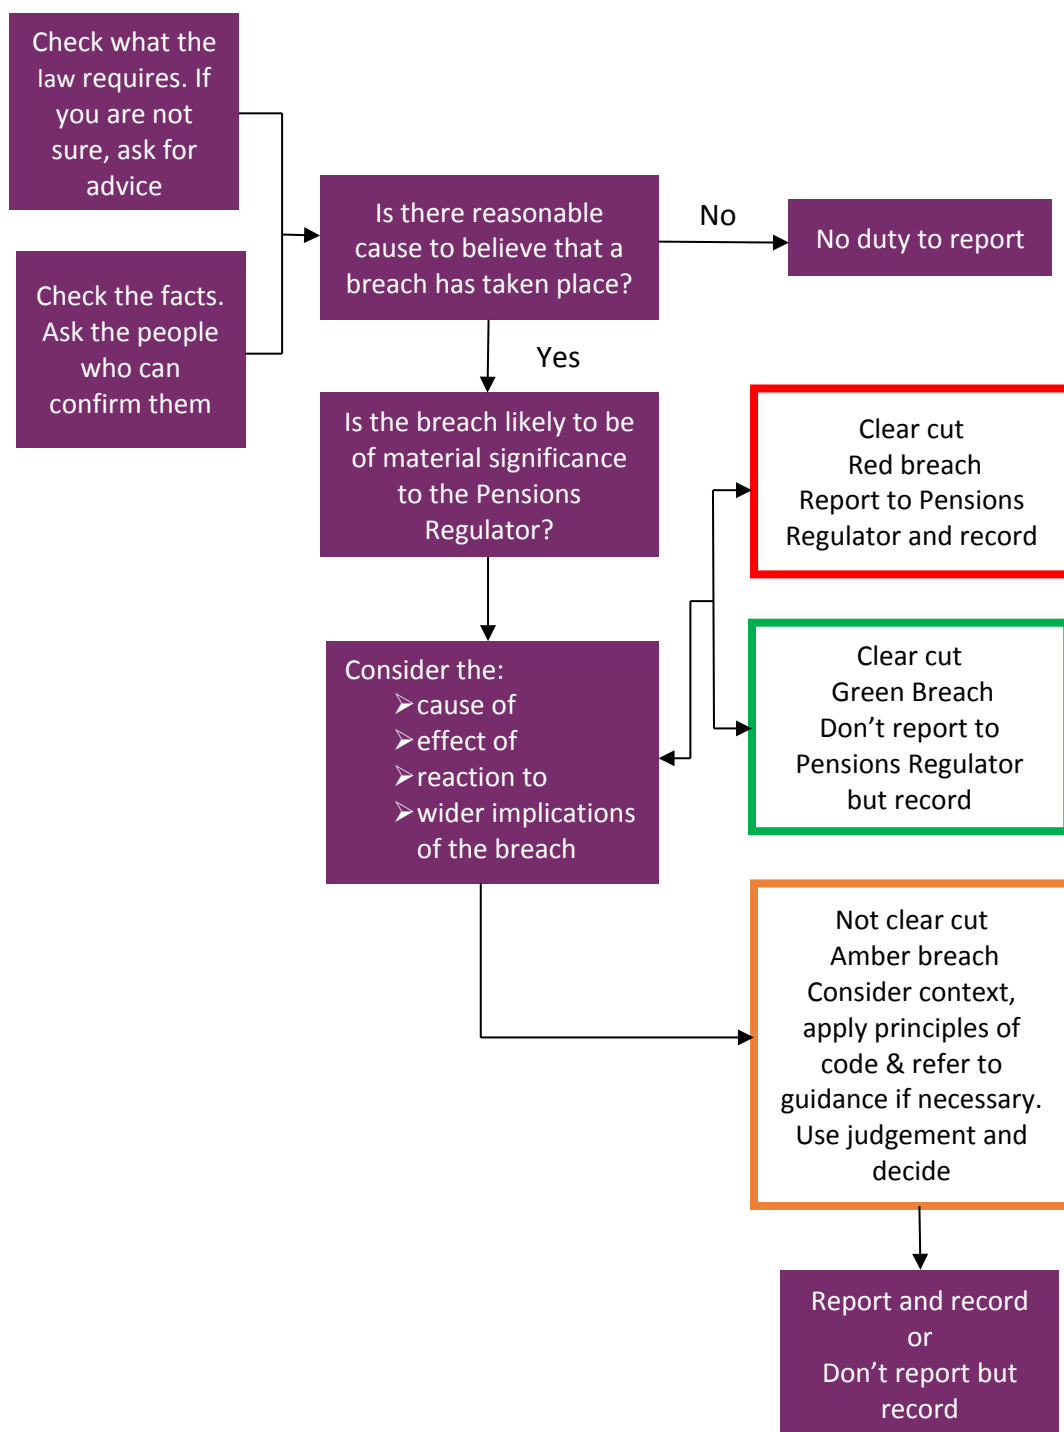 Check what the
law requires. If
you are not
sure, ask for
advice
Is there reasonable
cause to believe that a
breach has taken place?
No
No duty to report
Check the facts.
Ask the people
who can
confirm them
Yes
Is the breach likely to be
of material significance
to the Pensions
Regulator?
Clear cut
Red breach
Report to Pensions
Regulator and record
Consider the:
➢cause of
➢effect of
➢reaction to
➢wider implications
of the breach
Clear cut
Green Breach
Don’t report to
Pensions Regulator
but record
Not clear cut
Amber breach
Consider context,
apply principles of
code & refer to
guidance if necessary.
Use judgement and
decide
Report and record
or
Don’t report but
record